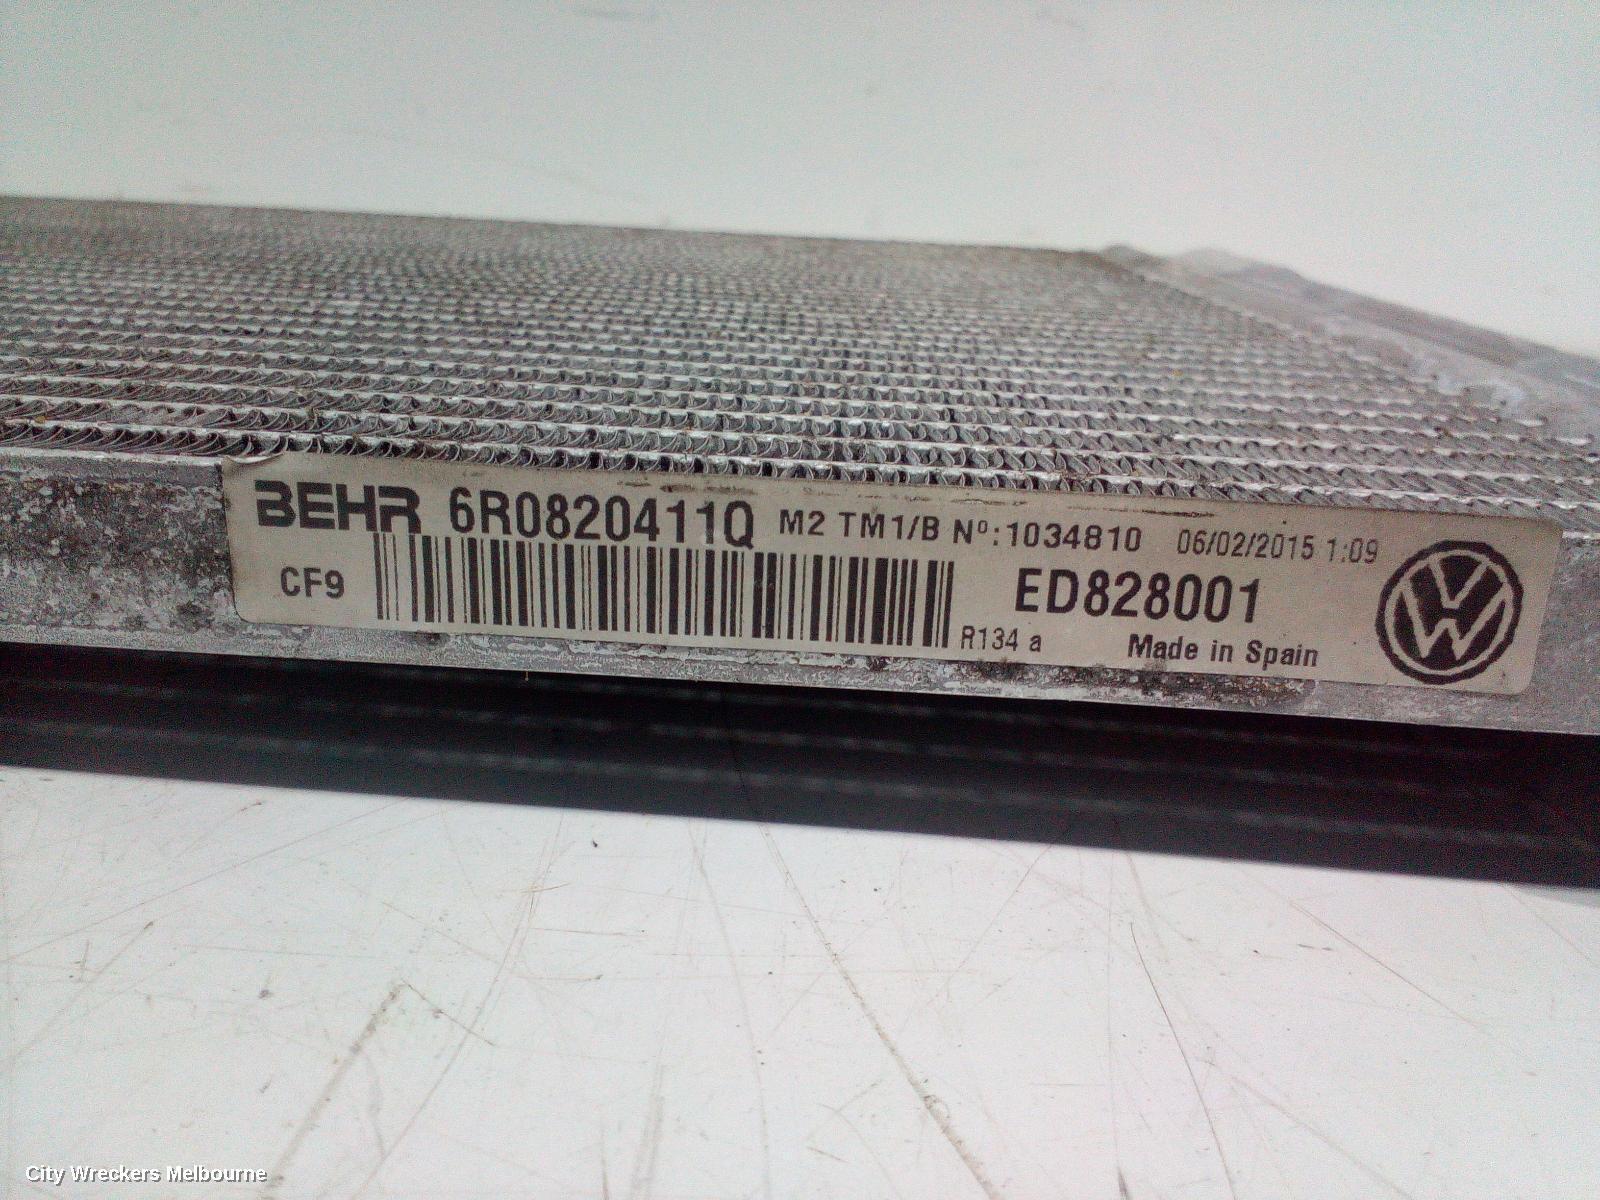 BEHR 6R0820411Q M2 TM1/B Nº:1034810 06/02/2015 1:09
CF9 ED828001
R134 a Made in Spain
VW
City Wreckers Melbourne